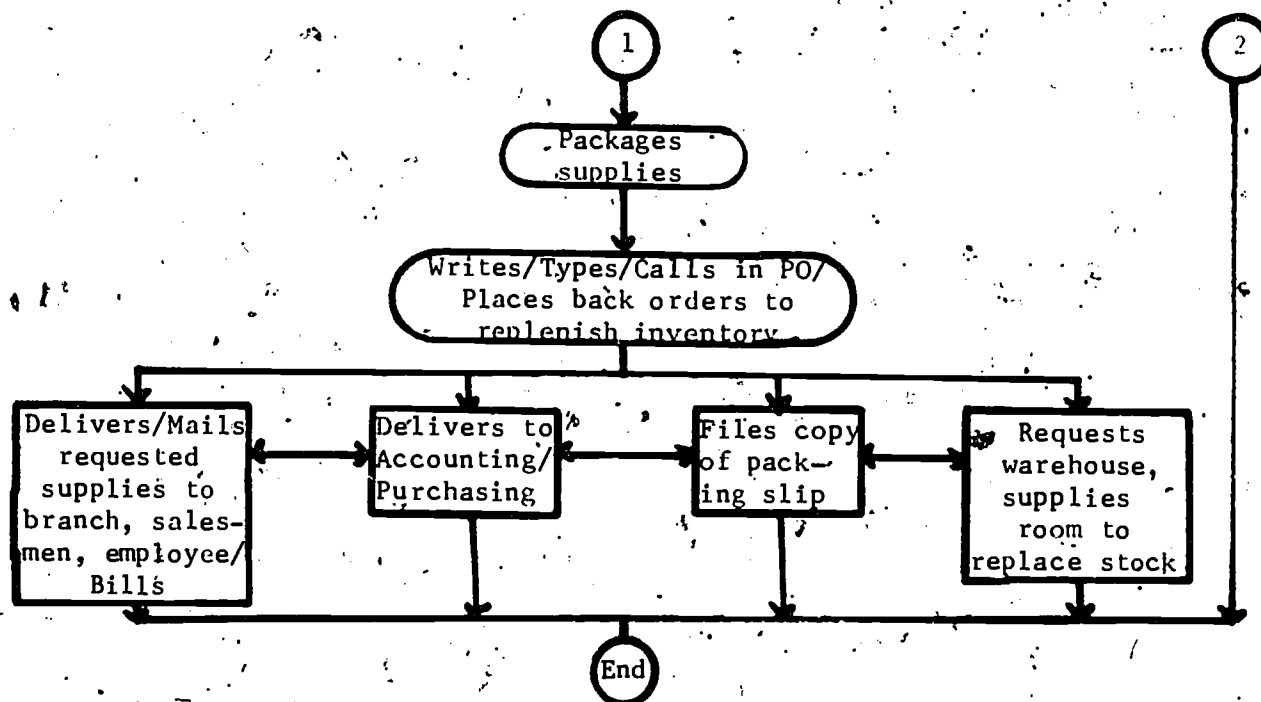 1
2
Packages
supplies
Writes/Types/Calls in PO/
Places back orders to
replenish inventory
Delivers/Mails
requested
supplies to
branch, sales-
men, employee/
Bills
Delivers to
Accounting/
Purchasing
Files copy
of pack-
ing slip
Requests
warehouse,
supplies
room to
replace stock
End